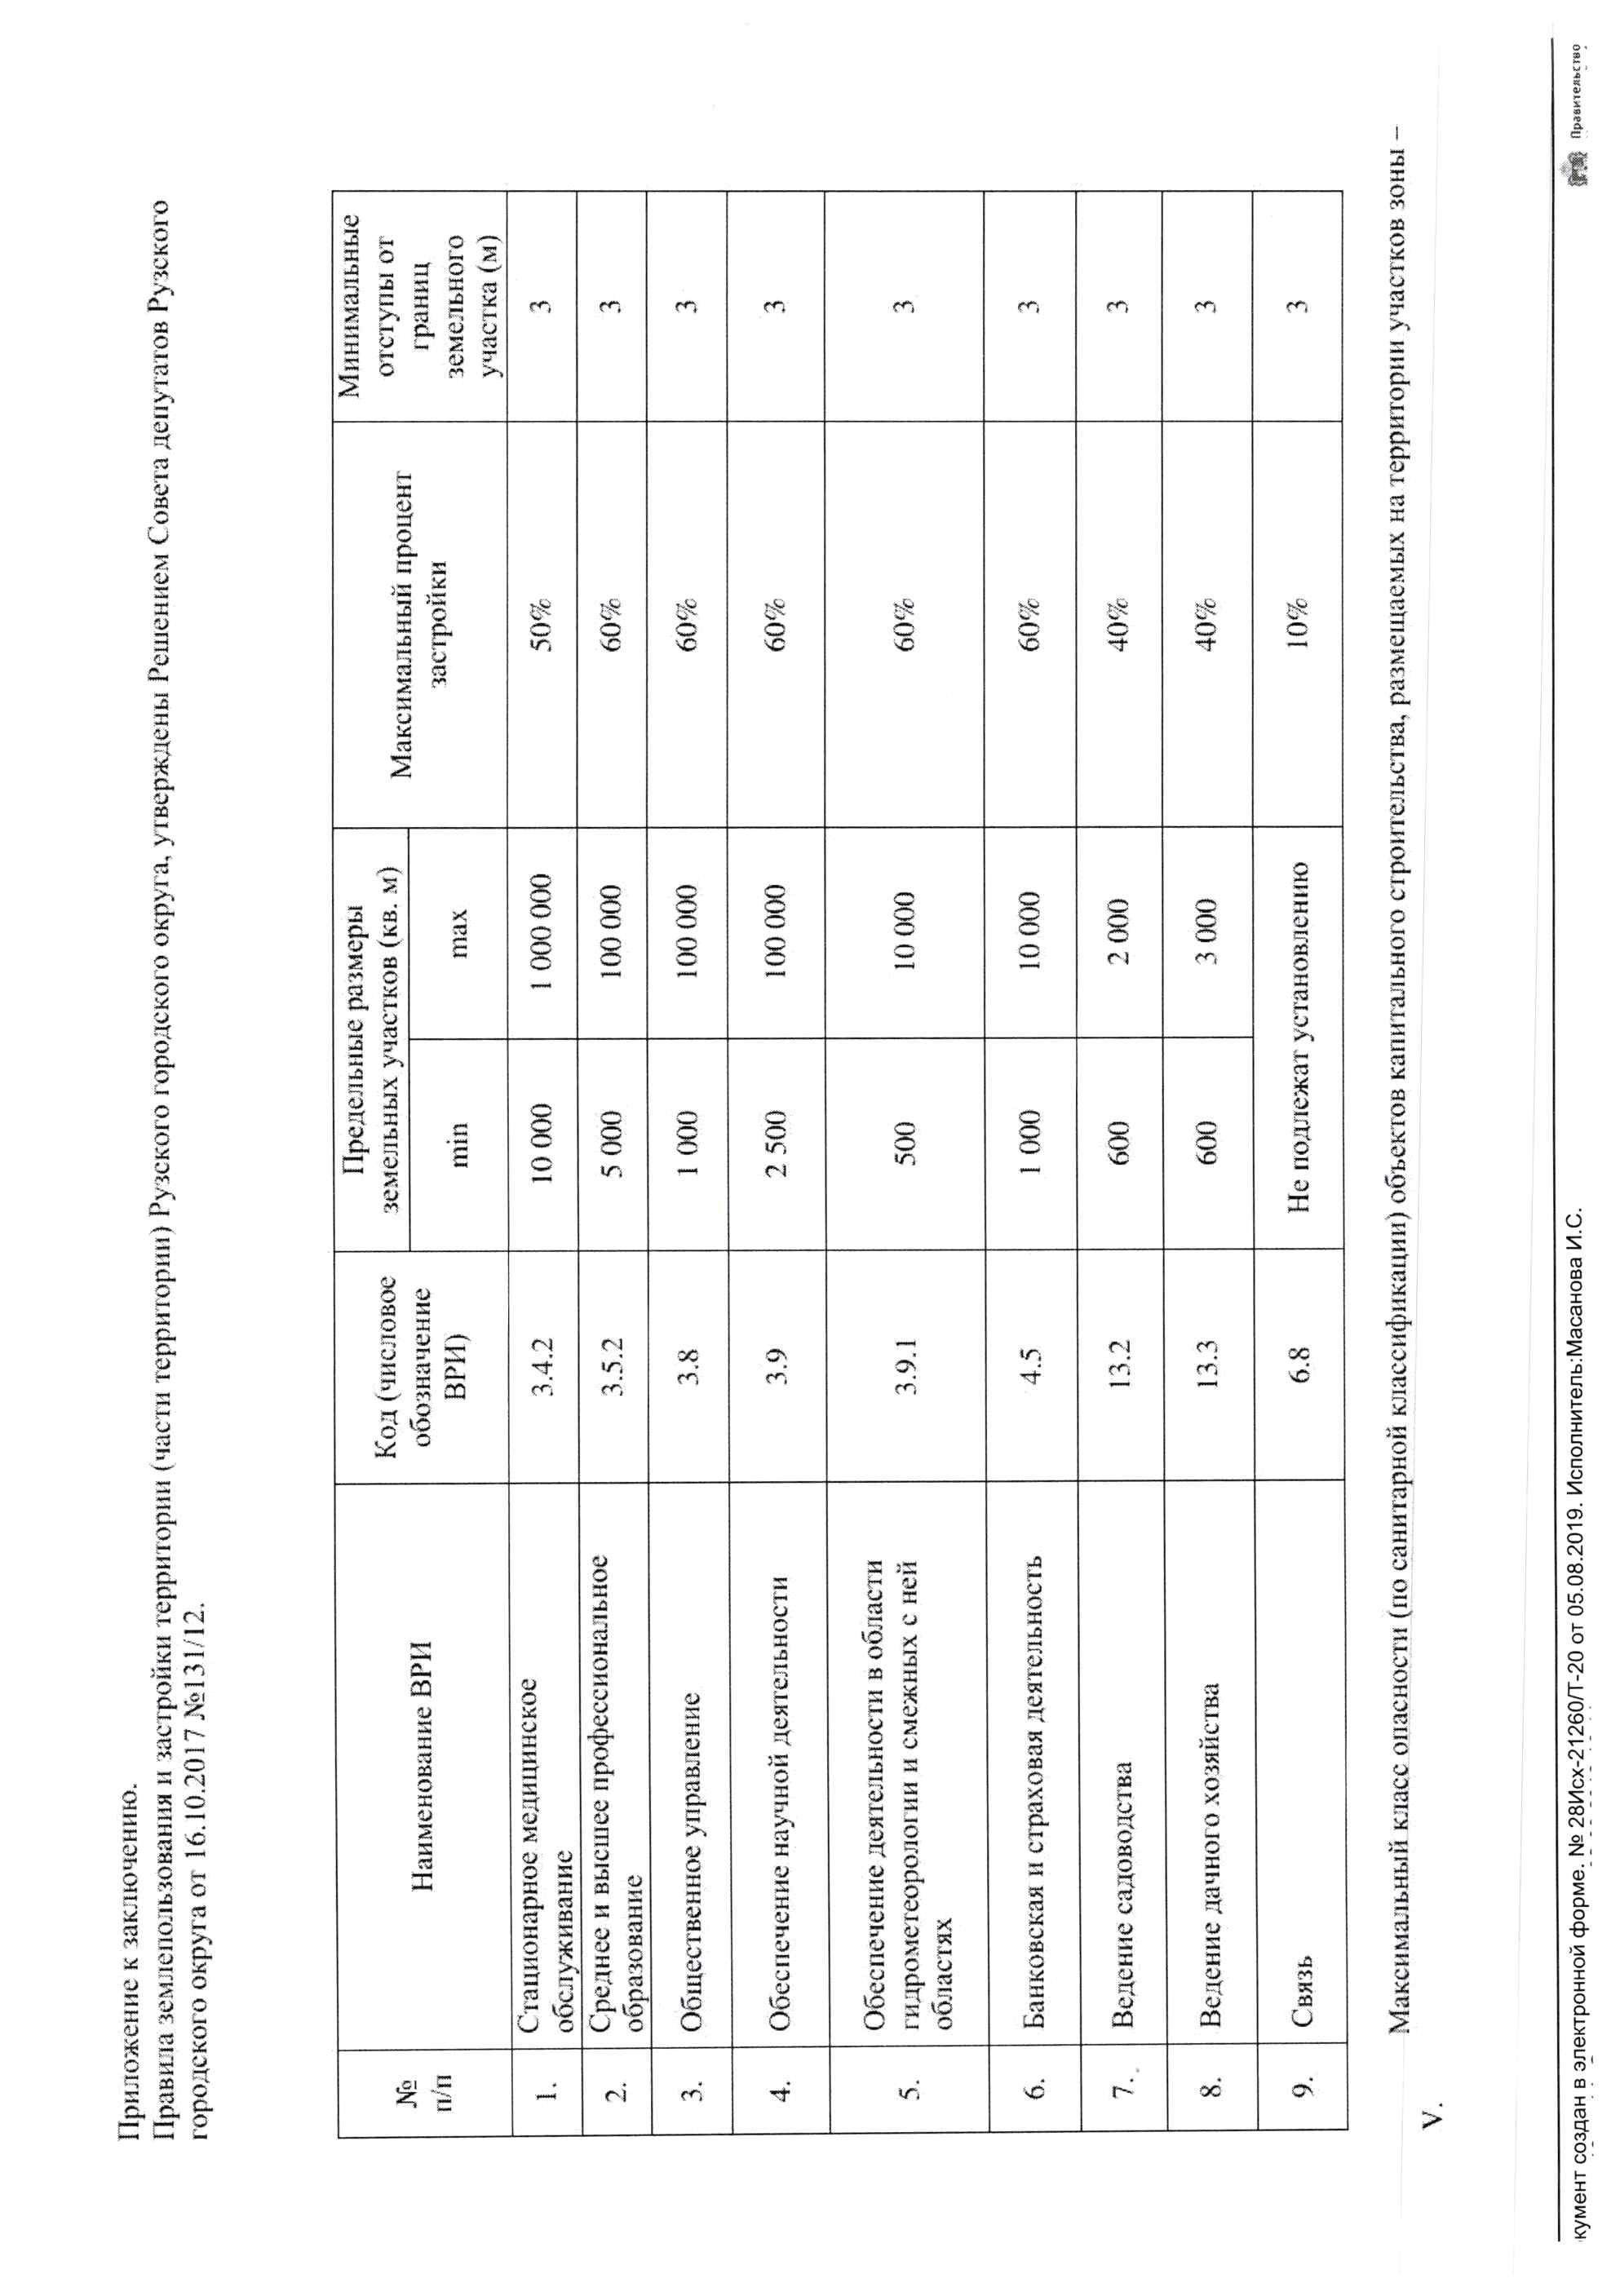 Приложение к заключению.
Правила землепользования и застройки территории (части территории) Рузского городского округа, утверждены Решением Совета депутатов Рузского
городского округа от 16.10.2017 №131/12.
№
п/п
Наименование ВРИ
Код (числовое
обозначение
ВРИ)
Предельные размеры
земельных участков (кв. м)
min
max
Максимальный процент
застройки
Минимальные
отступы от
границ
земельного
участка (м)
1.
Стационарное медицинское
обслуживание
3.4.2
10 000
1 000 000
50%
3
2.
Среднее и высшее профессиональное
образование
3.5.2
5 000
100 000
60%
3
3.
Общественное управление
3.8
1 000
100 000
60%
3
4.
Обеспечение научной деятельности
3.9
2 500
100 000
60%
3
5.
Обеспечение деятельности в области
гидрометеорологии и смежных с ней
областях
3.9.1
500
10 000
60%
3
6.
Банковская и страховая деятельность
4.5
1 000
10 000
60%
3
7.
Ведение садоводства
13.2
600
2 000
40%
3
8.
Ведение дачного хозяйства
13.3
600
3 000
40%
3
9.
Связь
6.8
Не подлежат установлению
10%
3
Максимальный класс опасности (по санитарной классификации) объектов капитального строительства, размещаемых на территории участков зоны –
V.
кумент создан в электронной форме. № 28Исх-21260/Т-20 от 05.08.2019. Исполнитель:Масанова И.С.
Правительство